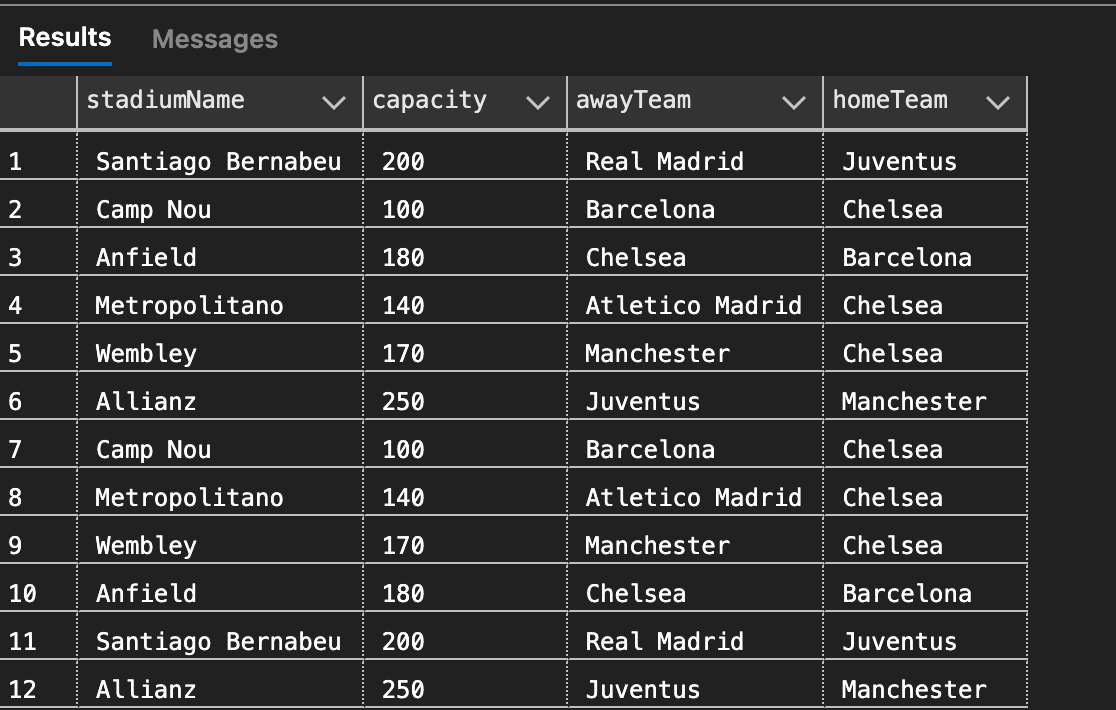 Results Messages
stadiumName capacity awayTeam homeTeam
1 Santiago Bernabeu 200 Real Madrid Juventus
2 Camp Nou 100 Barcelona Chelsea
3 Anfield 180 Chelsea Barcelona
4 Metropolitano 140 Atletico Madrid Chelsea
5 Wembley 170 Manchester Chelsea
6 Allianz 250 Juventus Manchester
7 Camp Nou 100 Barcelona Chelsea
8 Metropolitano 140 Atletico Madrid Chelsea
9 Wembley 170 Manchester Chelsea
10 Anfield 180 Chelsea Barcelona
11 Santiago Bernabeu 200 Real Madrid Juventus
12 Allianz 250 Juventus Manchester